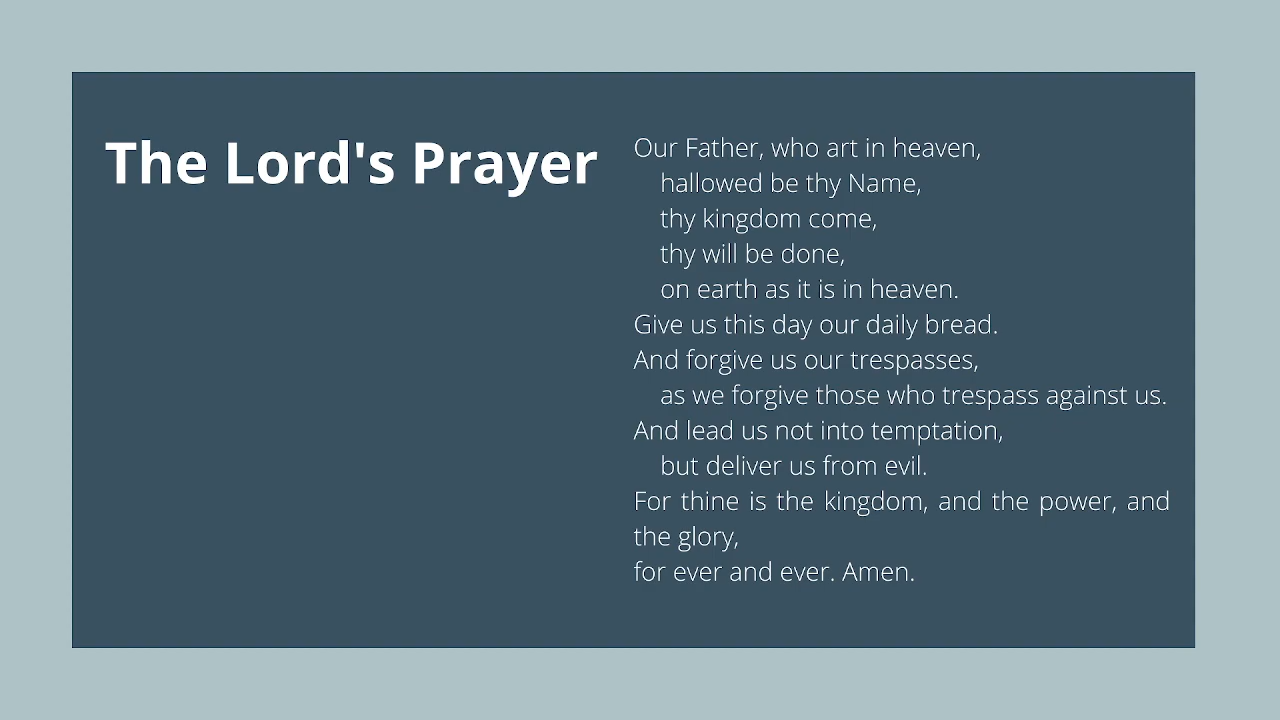 The Lord's Prayer
Our Father, who art in heaven,
hallowed be thy Name,
thy kingdom come,
thy will be done,
on earth as it is in heaven.
Give us this day our daily bread.
And forgive us our trespasses,
as we forgive those who trespass against us.
And lead us not into temptation,
but deliver us from evil.
For thine is the kingdom, and the power, and
the glory,
for ever and ever. Amen.